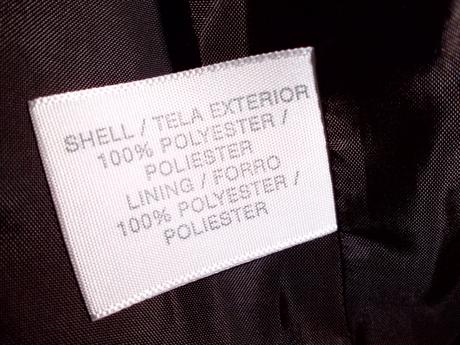 SHELL / TELA EXTERIOR
100% POLYESTER /
POLIESTER
LINING / FORRO
100% POLYESTER /
POLIESTER